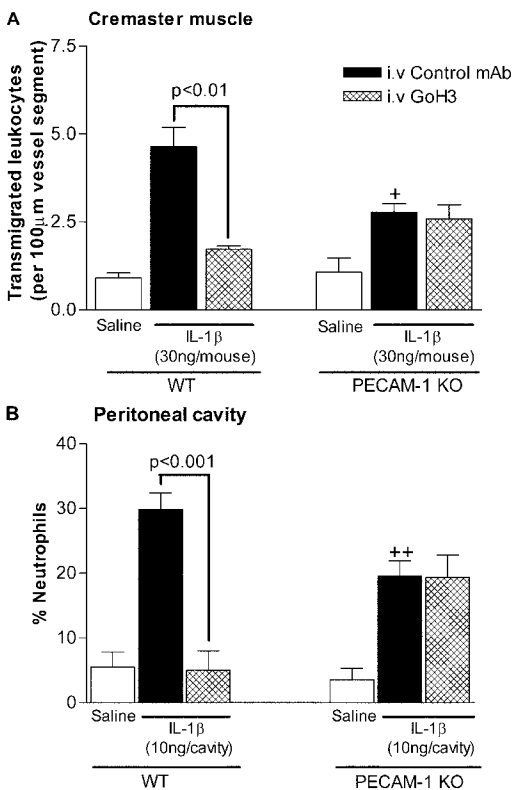 A Cremaster muscle
7.5
5.0
2.5
0.0
Transmigrated leukocytes
(per 100µm vessel segment)
i.v Control mAb
i.v GoH3
p<0.01
+
Saline
IL-1β
(30ng/mouse)
WT
Saline
IL-1β
(30ng/mouse)
PECAM-1 KO
B Peritoneal cavity
40
30
20
10
0
% Neutrophils
p<0.001
++
Saline
IL-1β
(10ng/cavity)
WT
Saline
IL-1β
(10ng/cavity)
PECAM-1 KO